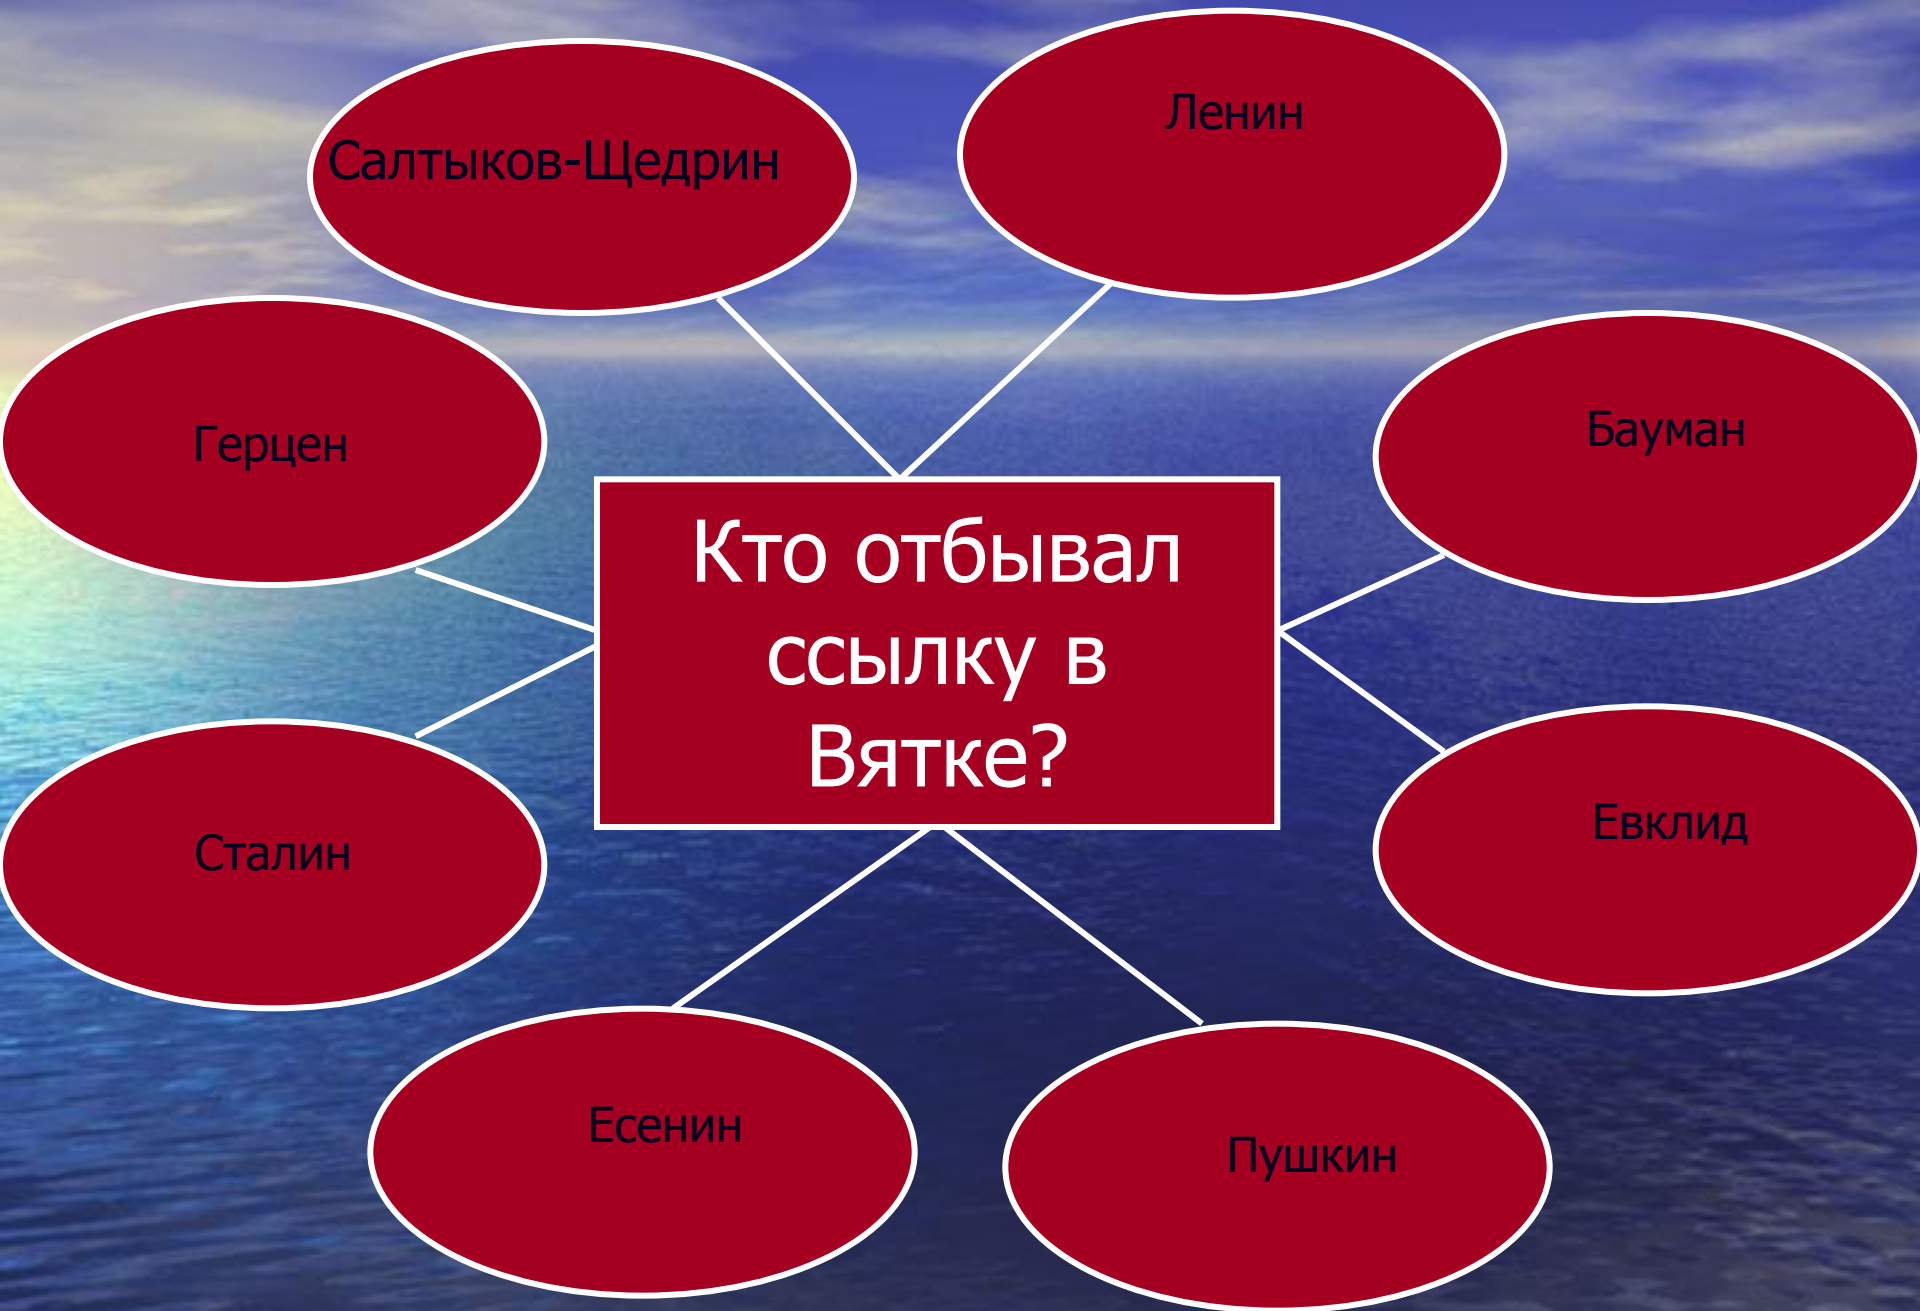 Салтыков-Щедрин
Ленин
Герцен
Бауман
Кто отбывал
ссылку в
Вятке?
Сталин
Евклид
Есенин
Пушкин